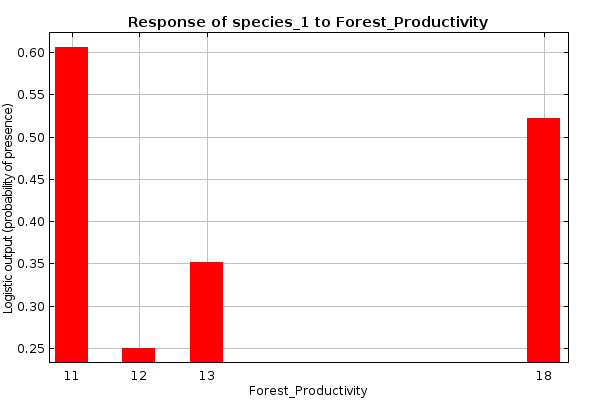 Response of species_1 to Forest_Productivity
Logistic output (probability of presence)
0.60
0.55
0.50
0.45
0.40
0.35
0.30
0.25
11 12 13 18
Forest_Productivity